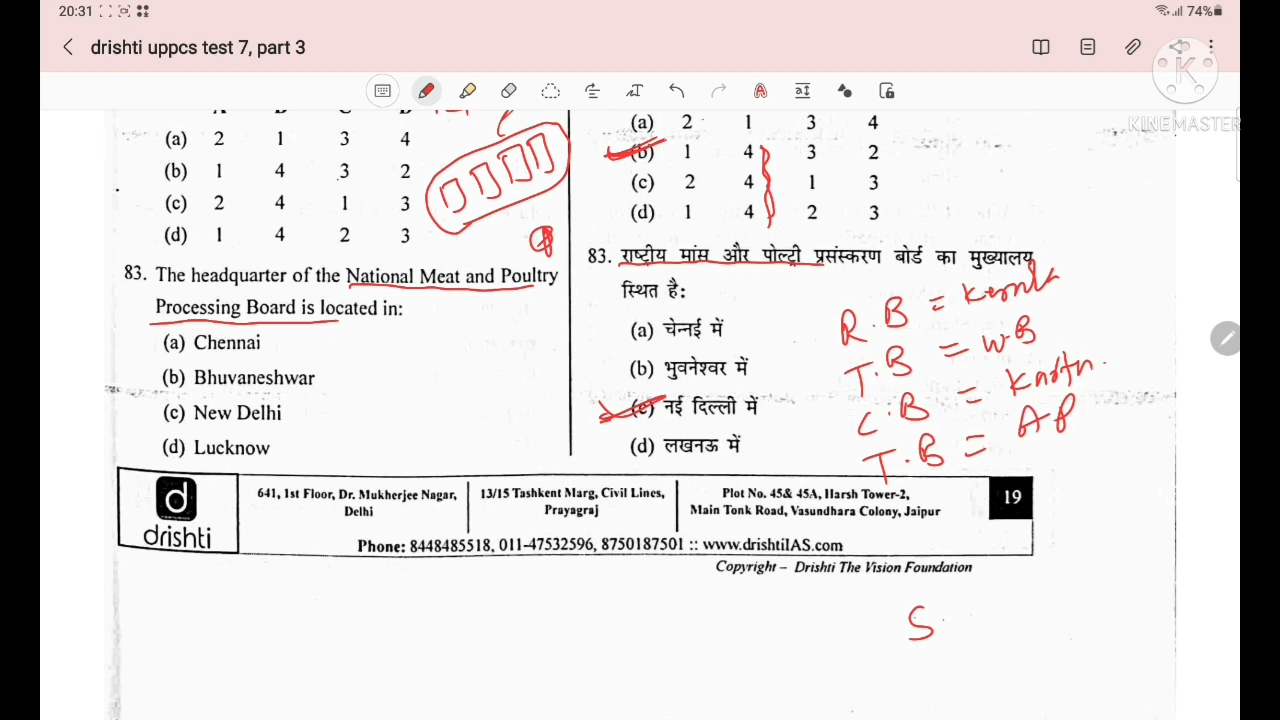 20:31
74%
drishti uppcs test 7, part 3
KINEMASTER
(a) 2 1 3 4
(b) 1 4 3 2
(c) 2 4 1 3
(d) 1 4 2 3
83. The headquarter of the National Meat and Poultry
Processing Board is located in:
(a) Chennai
(b) Bhuvaneshwar
(c) New Delhi
(d) Lucknow
(a) 2 1 3 4
(b) 1 4 3 2
(c) 2 4 1 3
(d) 1 4 2 3
83. राष्ट्रीय मांस और पोल्ट्री प्रसंस्करण बोर्ड का मुख्यालय
स्थित है:
(a) चेन्नई में
(b) भुवनेश्वर में
(c) नई दिल्ली में
(d) लखनऊ में
R.B = Kerala
T.B = W.B
C.B =
T.B = AP
drishti
641, 1st Floor, Dr. Mukherjee Nagar,
Delhi
13/15 Tashkent Marg, Civil Lines,
Prayagraj
Plot No. 45& 45A, Harsh Tower-2,
Main Tonk Road, Vasundhara Colony, Jaipur
19
Phone: 8448485518, 011-47532596, 8750187501 :: www.drishtiIAS.com
Copyright – Drishti The Vision Foundation
S